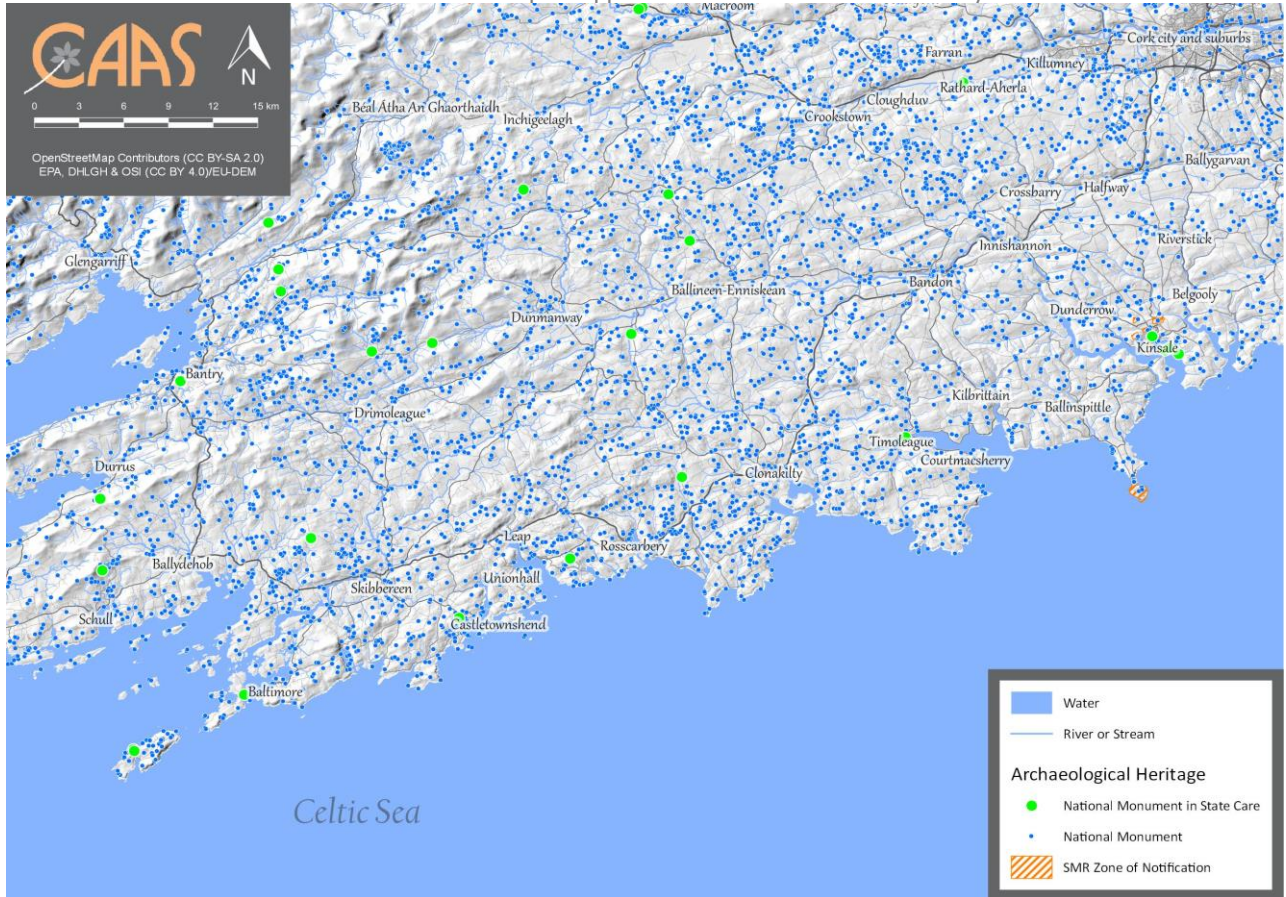 CAAS
N
0 3 6 9 12 15 km
OpenStreetMap Contributors (CC BY-SA 2.0)
EPA, DHLGH & OSI (CC BY 4.0)/EU-DEM
Macroom
Cork city and suburbs
Farran
Killumney
Rathard-Aherla
Cloughduv
Béal Átha An Ghaorthaidh
Inchigeelagh
Crookstown
Ballygarvan
Halfway
Crossbarry
Riverstick
Innishannon
Glengarriff
Bandon
Ballineen-Enniskean
Belgooly
Dunderrow
Dunmanway
Kinsale
Bantry
Kilbrittain
Ballinspittle
Drimoleague
Timoleague
Courtmacsherry
Durrus
Clonakilty
Leap
Rosscarbery
Ballydehob
Unionhall
Skibbereen
Schull
Castletownshend
Baltimore
Celtic Sea
Water
River or Stream
Archaeological Heritage
National Monument in State Care
National Monument
SMR Zone of Notification